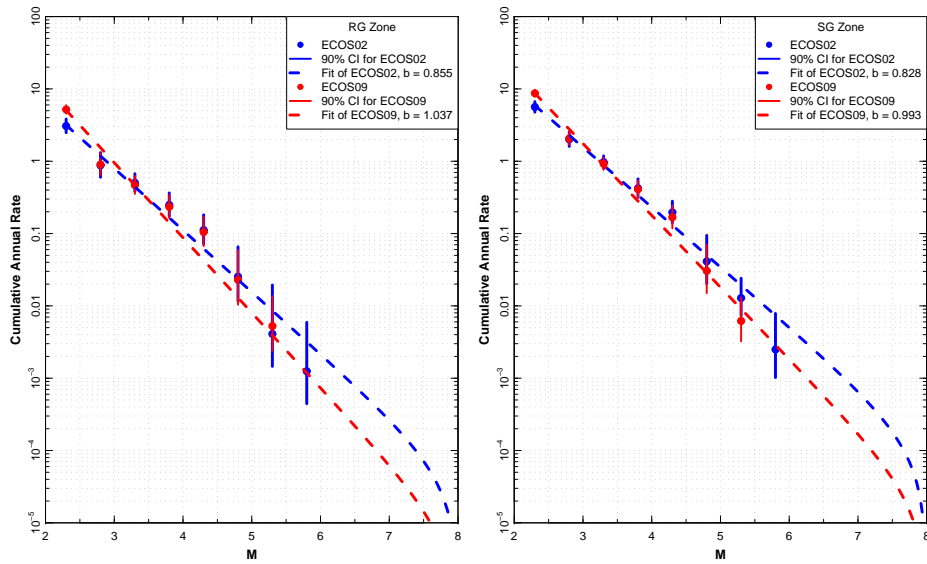 RG Zone
ECOS02
90% CI for ECOS02
Fit of ECOS02, b = 0.855
ECOS09
90% CI for ECOS09
Fit of ECOS09, b = 1.037
Cumulative Annual Rate
100
10
1
0.1
0.01
10⁻³
10⁻⁴
10⁻⁵
2 3 4 5 6 7 8
M
SG Zone
ECOS02
90% CI for ECOS02
Fit of ECOS02, b = 0.828
ECOS09
90% CI for ECOS09
Fit of ECOS09, b = 0.993
Cumulative Annual Rate
100
10
1
0.1
0.01
10⁻³
10⁻⁴
10⁻⁵
2 3 4 5 6 7 8
M